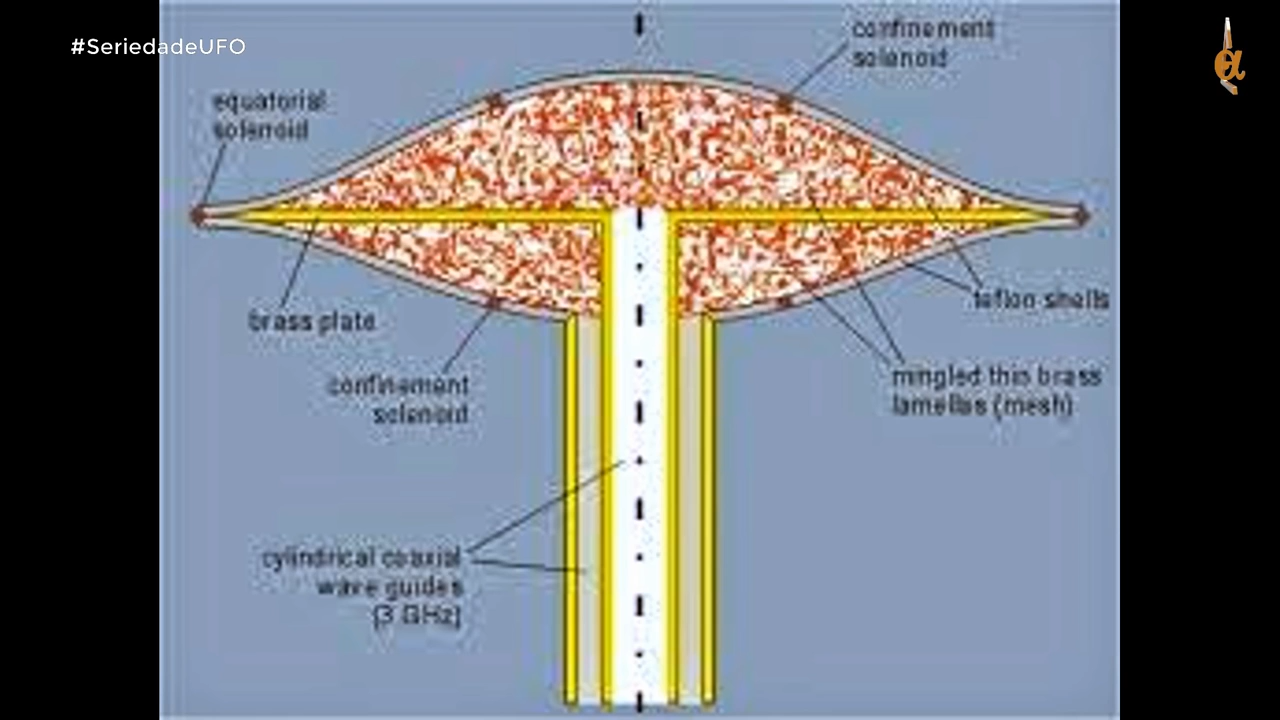 #SeriedadeUFO
confinement
solenoid
equatorial
solenoid
brass plate
teflon shells
confinement
solenoid
mingled thin brass
lamellas (mesh)
cylindrical coaxial
wave guides
(3 GHz)
α